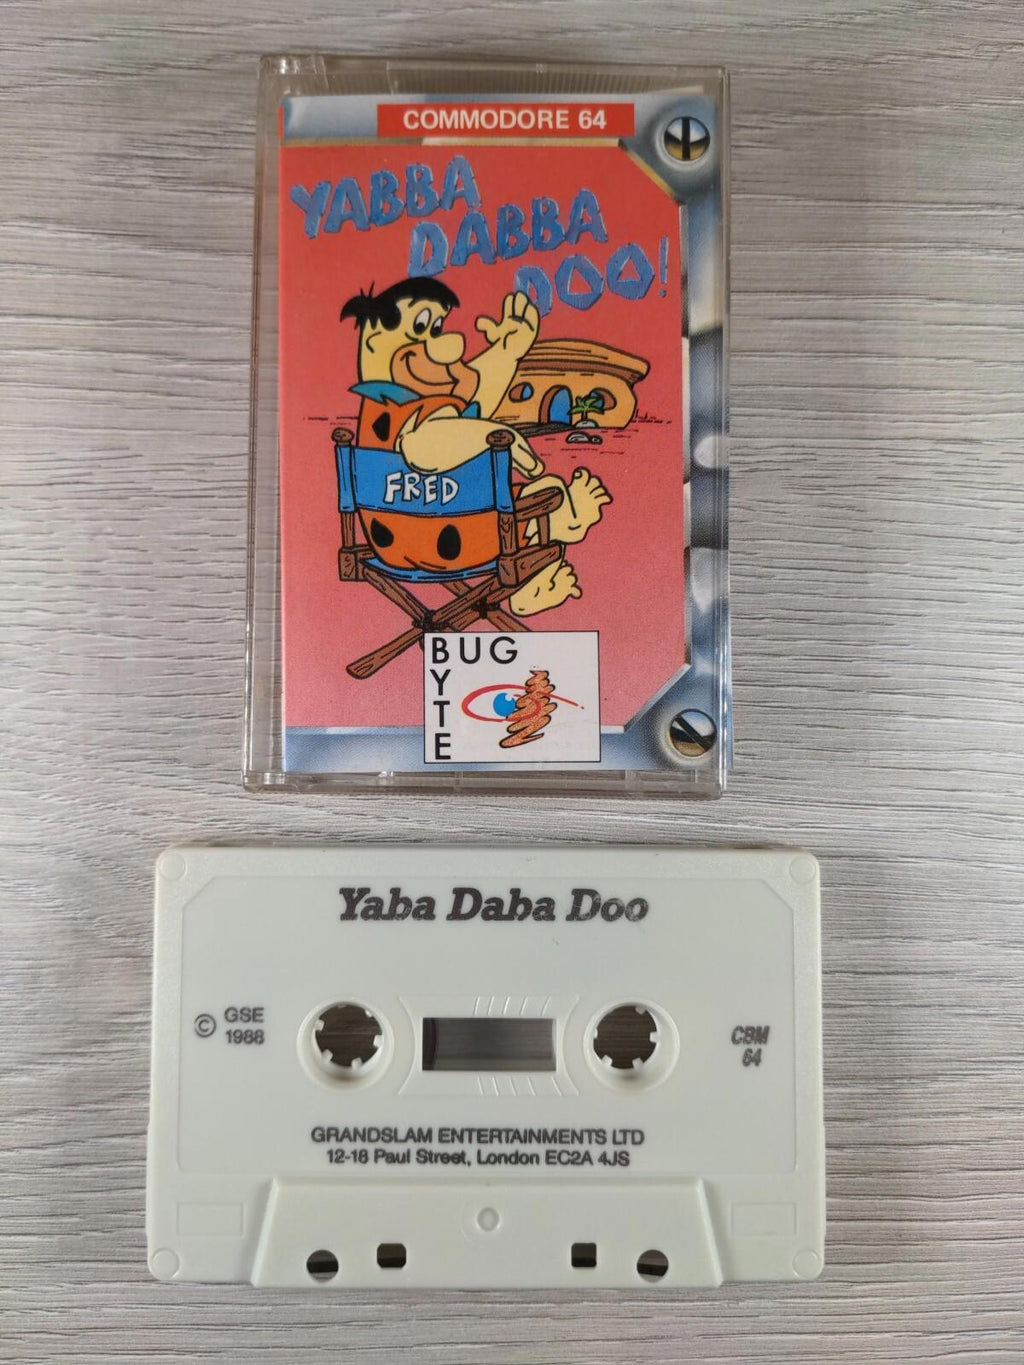 COMMODORE 64
YABBA
DABBA
DOO!
FRED
BUG
BYTE
Yaba Daba Doo
© GSE
1988
CBM
64
GRANDSLAM ENTERTAINMENTS LTD
12-18 Paul Street, London EC2A 4JS